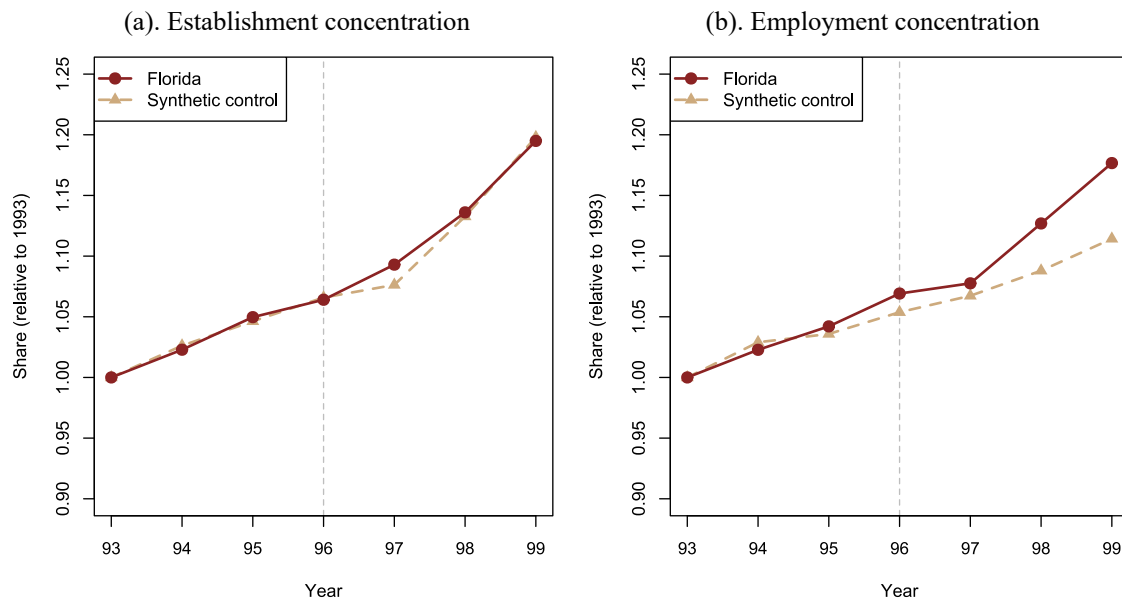 (a). Establishment concentration
Florida
Synthetic control
Share (relative to 1993)
1.25
1.20
1.15
1.10
1.05
1.00
0.95
0.90
93 94 95 96 97 98 99
Year
(b). Employment concentration
Florida
Synthetic control
Share (relative to 1993)
1.25
1.20
1.15
1.10
1.05
1.00
0.95
0.90
93 94 95 96 97 98 99
Year